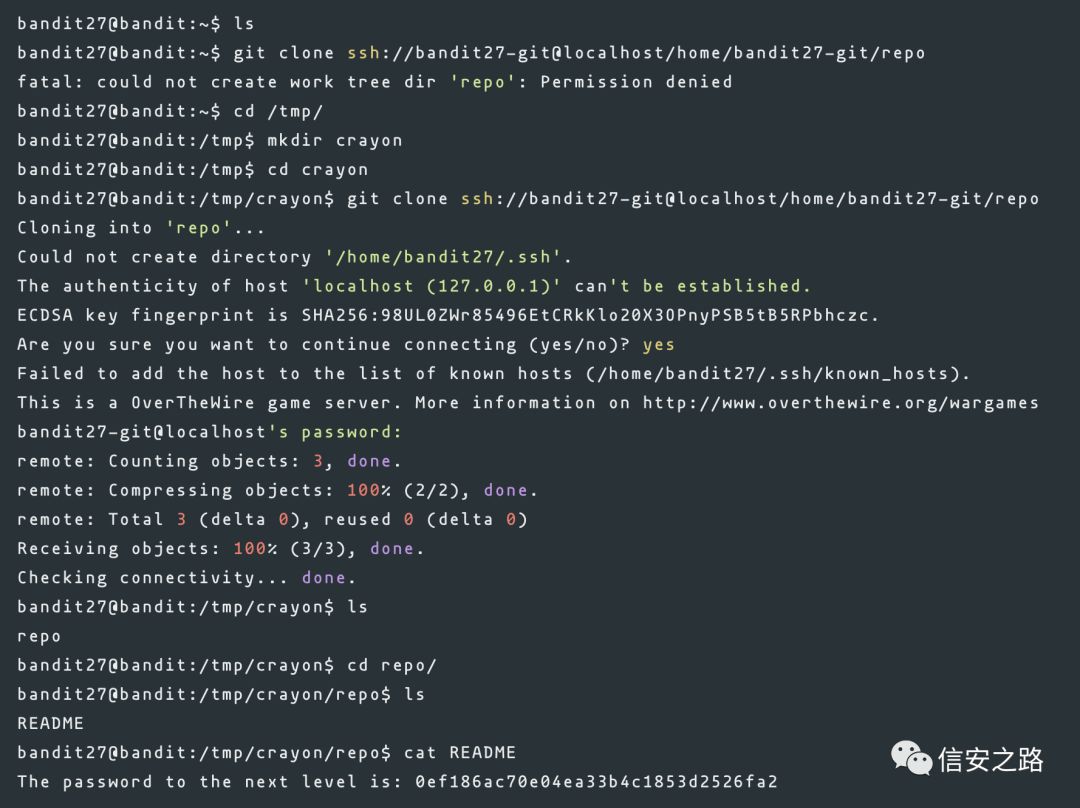 bandit27@bandit:~$ ls
bandit27@bandit:~$ git clone ssh://bandit27-git@localhost/home/bandit27-git/repo
fatal: could not create work tree dir 'repo': Permission denied
bandit27@bandit:~$ cd /tmp/
bandit27@bandit:/tmp$ mkdir crayon
bandit27@bandit:/tmp$ cd crayon
bandit27@bandit:/tmp/crayon$ git clone ssh://bandit27-git@localhost/home/bandit27-git/repo
Cloning into 'repo'...
Could not create directory '/home/bandit27/.ssh'.
The authenticity of host 'localhost (127.0.0.1)' can't be established.
ECDSA key fingerprint is SHA256:98UL0ZWr85496EtCRkKlo20X3OPnyPSB5tB5RPbhczc.
Are you sure you want to continue connecting (yes/no)? yes
Failed to add the host to the list of known hosts (/home/bandit27/.ssh/known_hosts).
This is a OverTheWire game server. More information on http://www.overthewire.org/wargames
bandit27-git@localhost's password:
remote: Counting objects: 3, done.
remote: Compressing objects: 100% (2/2), done.
remote: Total 3 (delta 0), reused 0 (delta 0)
Receiving objects: 100% (3/3), done.
Checking connectivity... done.
bandit27@bandit:/tmp/crayon$ ls
repo
bandit27@bandit:/tmp/crayon$ cd repo/
bandit27@bandit:/tmp/crayon/repo$ ls
README
bandit27@bandit:/tmp/crayon/repo$ cat README
The password to the next level is: 0ef186ac70e04ea33b4c1853d2526fa2
信安之路